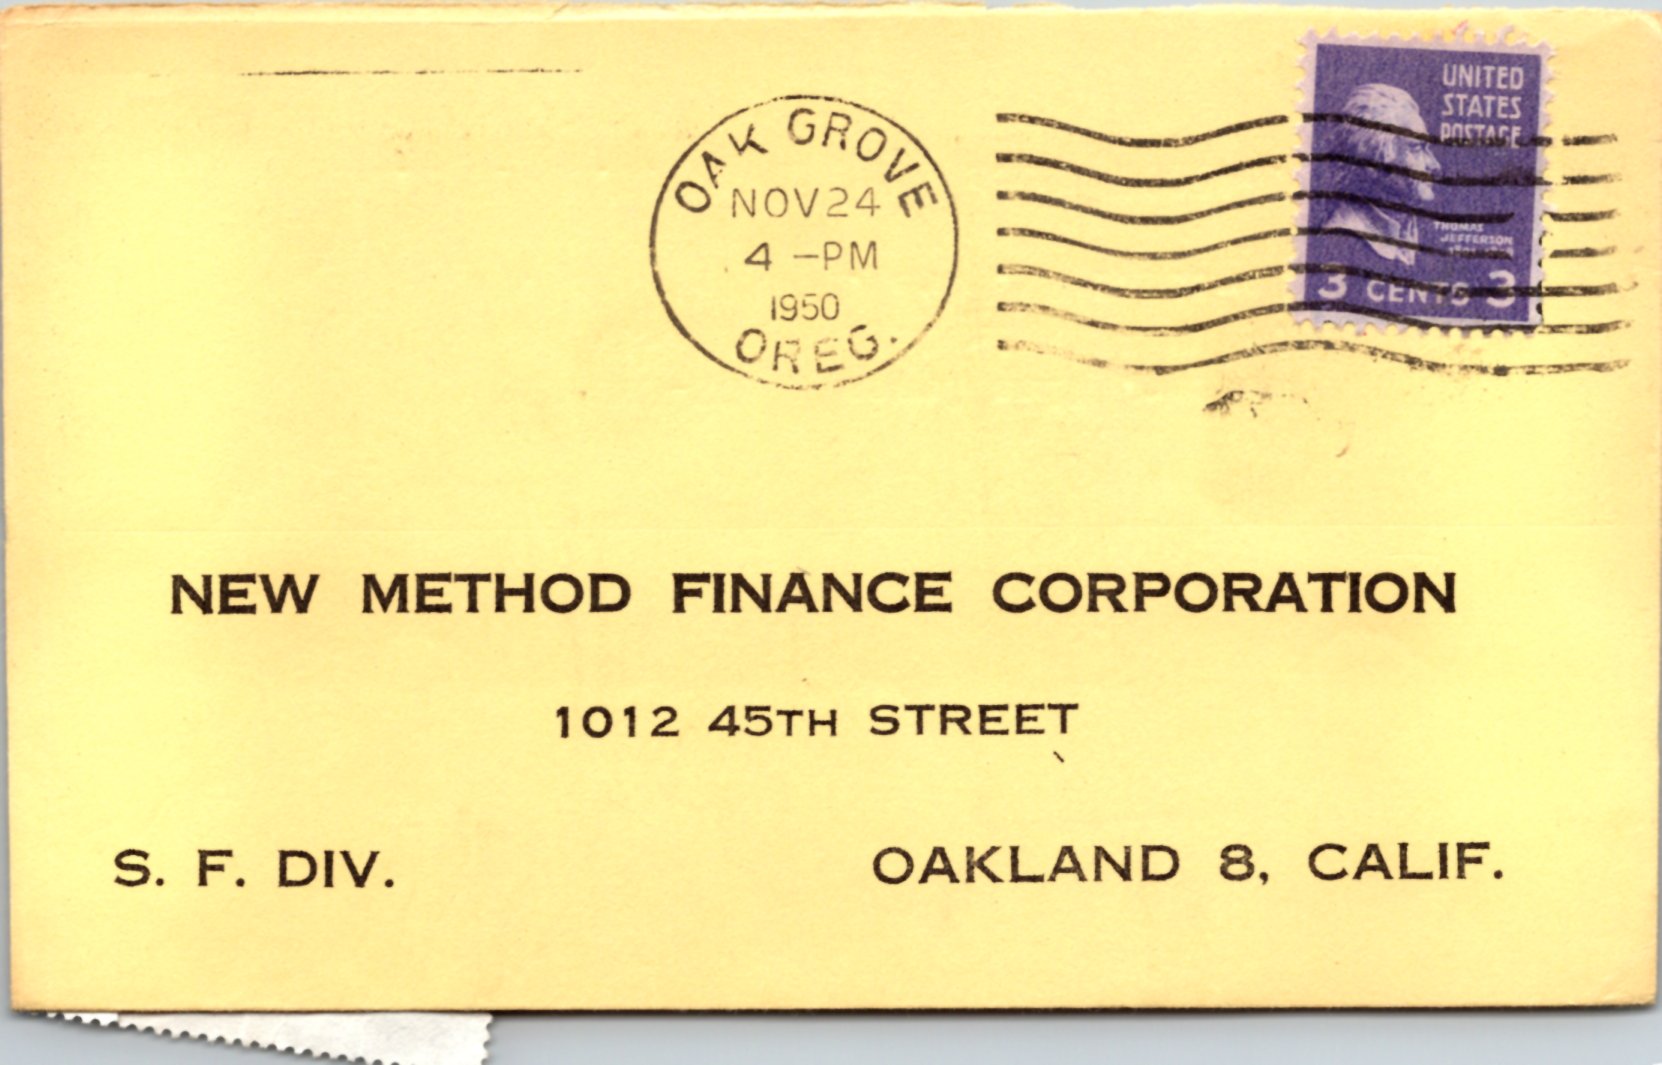 OAK GROVE
NOV 24
4 -PM
1950
OREG.
UNITED
STATES
POSTAGE
THOMAS
JEFFERSON
3 CENTS 3
NEW METHOD FINANCE CORPORATION
1012 45TH STREET
S. F. DIV.
OAKLAND 8, CALIF.